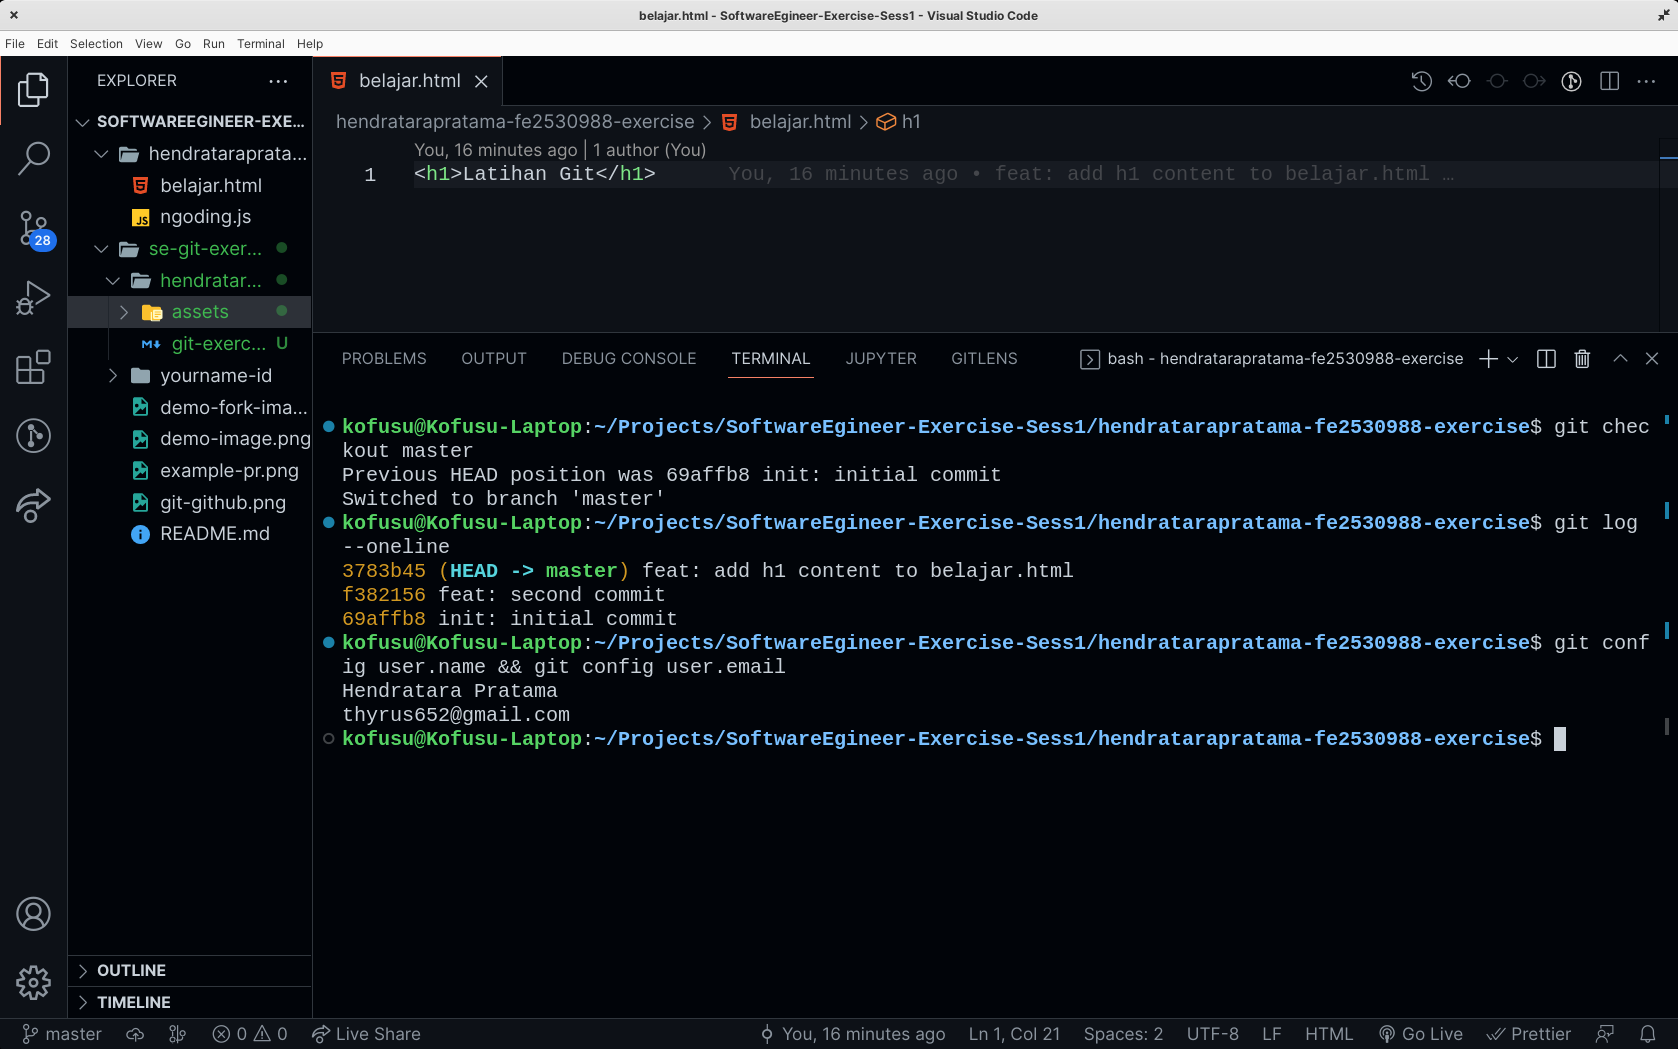 belajar.html - SoftwareEgineer-Exercise-Sess1 - Visual Studio Code
File Edit Selection View Go Run Terminal Help
EXPLORER
SOFTWAREEGINEER-EXE...
hendrataraprata...
belajar.html
ngoding.js
se-git-exer...
hendratar...
assets
git-exerc... U
yourname-id
demo-fork-ima...
demo-image.png
example-pr.png
git-github.png
README.md
OUTLINE
TIMELINE
28
belajar.html
hendratarapratama-fe2530988-exercise > belajar.html > h1
You, 16 minutes ago | 1 author (You)
1 <h1>Latihan Git</h1> You, 16 minutes ago • feat: add h1 content to belajar.html …
PROBLEMS OUTPUT DEBUG CONSOLE TERMINAL JUPYTER GITLENS bash - hendratarapratama-fe2530988-exercise
kofusu@Kofusu-Laptop:~/Projects/SoftwareEgineer-Exercise-Sess1/hendratarapratama-fe2530988-exercise$ git chec
kout master
Previous HEAD position was 69affb8 init: initial commit
Switched to branch 'master'
kofusu@Kofusu-Laptop:~/Projects/SoftwareEgineer-Exercise-Sess1/hendratarapratama-fe2530988-exercise$ git log
--oneline
3783b45 (HEAD -> master) feat: add h1 content to belajar.html
f382156 feat: second commit
69affb8 init: initial commit
kofusu@Kofusu-Laptop:~/Projects/SoftwareEgineer-Exercise-Sess1/hendratarapratama-fe2530988-exercise$ git conf
ig user.name && git config user.email
Hendratara Pratama
thyrus652@gmail.com
kofusu@Kofusu-Laptop:~/Projects/SoftwareEgineer-Exercise-Sess1/hendratarapratama-fe2530988-exercise$
master 0 0 Live Share You, 16 minutes ago Ln 1, Col 21 Spaces: 2 UTF-8 LF HTML Go Live Prettier